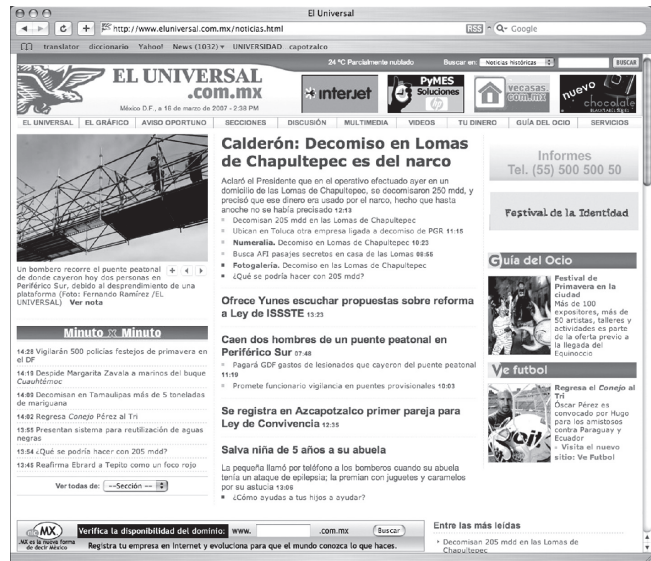 El Universal
http://www.eluniversal.com.mx/noticias.html
RSS
Google
translator diccionario Yahoo! News (1032) UNIVERSIDAD capotzalco
24 °C Parcialmente nublado
Buscar en:
Noticias Históricas
BUSCAR
EL UNIVERSAL
.com.mx
México D.F., a 16 de marzo de 2007 - 2:38 PM
interJet
PyMES
Soluciones
hp
vecasas.
com.mx
nuevo
chocolate
EL UNIVERSAL EL GRÁFICO AVISO OPORTUNO SECCIONES DISCUSIÓN MULTIMEDIA VIDEOS TU DINERO GUÍA DEL OCIO SERVICIOS
Un bombero recorre el puente peatonal
de donde cayeron hoy dos personas en
Periférico Sur, debido al desprendimiento de una
plataforma (Foto: Fernando Ramírez /EL
UNIVERSAL) Ver nota
Minuto x Minuto
14:28 Vigilarán 500 policías festejos de primavera en
el DF
14:19 Despide Margarita Zavala a marinos del buque
Cuauhtémoc
14:09 Decomisan en Tamaulipas más de 5 toneladas
de mariguana
14:02 Regresa Conejo Pérez al Tri
13:55 Presentan sistema para reutilización de aguas
negras
13:54 ¿Qué se podría hacer con 205 mdd?
13:45 Reafirma Ebrard a Tepito como un foco rojo
Ver todas de: --Sección --
Calderón: Decomiso en Lomas
de Chapultepec es del narco
Aclaró el Presidente que en el operativo efectuado ayer en un
domicilio de las Lomas de Chapultepec, se decomisaron 250 mdd, y
precisó que ese dinero era usado por el narco, hecho que hasta
anoche no se había precisado 12:13
Decomisan 205 mdd en las Lomas de Chapultepec
Ubican en Toluca otra empresa ligada a decomiso de PGR 11:15
Numeralia. Decomiso en Lomas de Chapultepec 10:23
Busca AFI pasajes secretos en casa de las Lomas 08:55
Fotogalería. Decomiso en las Lomas de Chapultepec
¿Qué se podría hacer con 205 mdd?
Ofrece Yunes escuchar propuestas sobre reforma
a Ley de ISSSTE 13:23
Caen dos hombres de un puente peatonal en
Periférico Sur 07:48
Pagará GDF gastos de lesionados que cayeron del puente peatonal
11:19
Promete funcionario vigilancia en puentes provisionales 10:03
Se registra en Azcapotzalco primer pareja para
Ley de Convivencia 12:35
Salva niña de 5 años a su abuela
La pequeña llamó por teléfono a los bomberos cuando su abuela
tenía un ataque de epilepsia; la premian con juguetes y caramelos
por su astucia 13:05
¿Cómo ayudas a tus hijos a ayudar?
Informes
Tel. (55) 500 500 50
Festival de la Identidad
Guía del Ocio
Festival de
Primavera en la
ciudad
Más de 100
expositores, más de
50 artistas, talleres y
actividades es parte
de la oferta previo a
la llegada del
Equinoccio
Ve futbol
Regresa el Conejo al
Tri
Óscar Pérez es
convocado por Hugo
para los amistosos
contra Paraguay y
Ecuador
Visita el nuevo
sitio: Ve Futbol
MX
.MX es la nueva forma
de decir México
Verifica la disponibilidad del dominio: www. .com.mx Buscar
Registra tu empresa en Internet y evoluciona para que el mundo conozca lo que haces.
Entre las más leídas
Decomisan 205 mdd en las Lomas de
Chapultepec